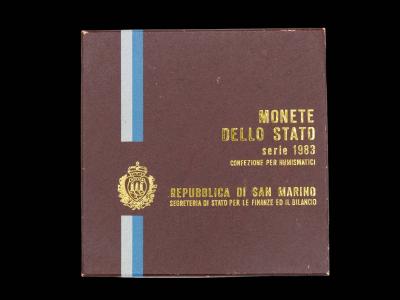 MONETE
DELLO STATO
serie 1983
CONFEZIONE PER NUMISMATICI
REPUBBLICA DI SAN MARINO
SEGRETERIA DI STATO PER LE FINANZE ED IL BILANCIO